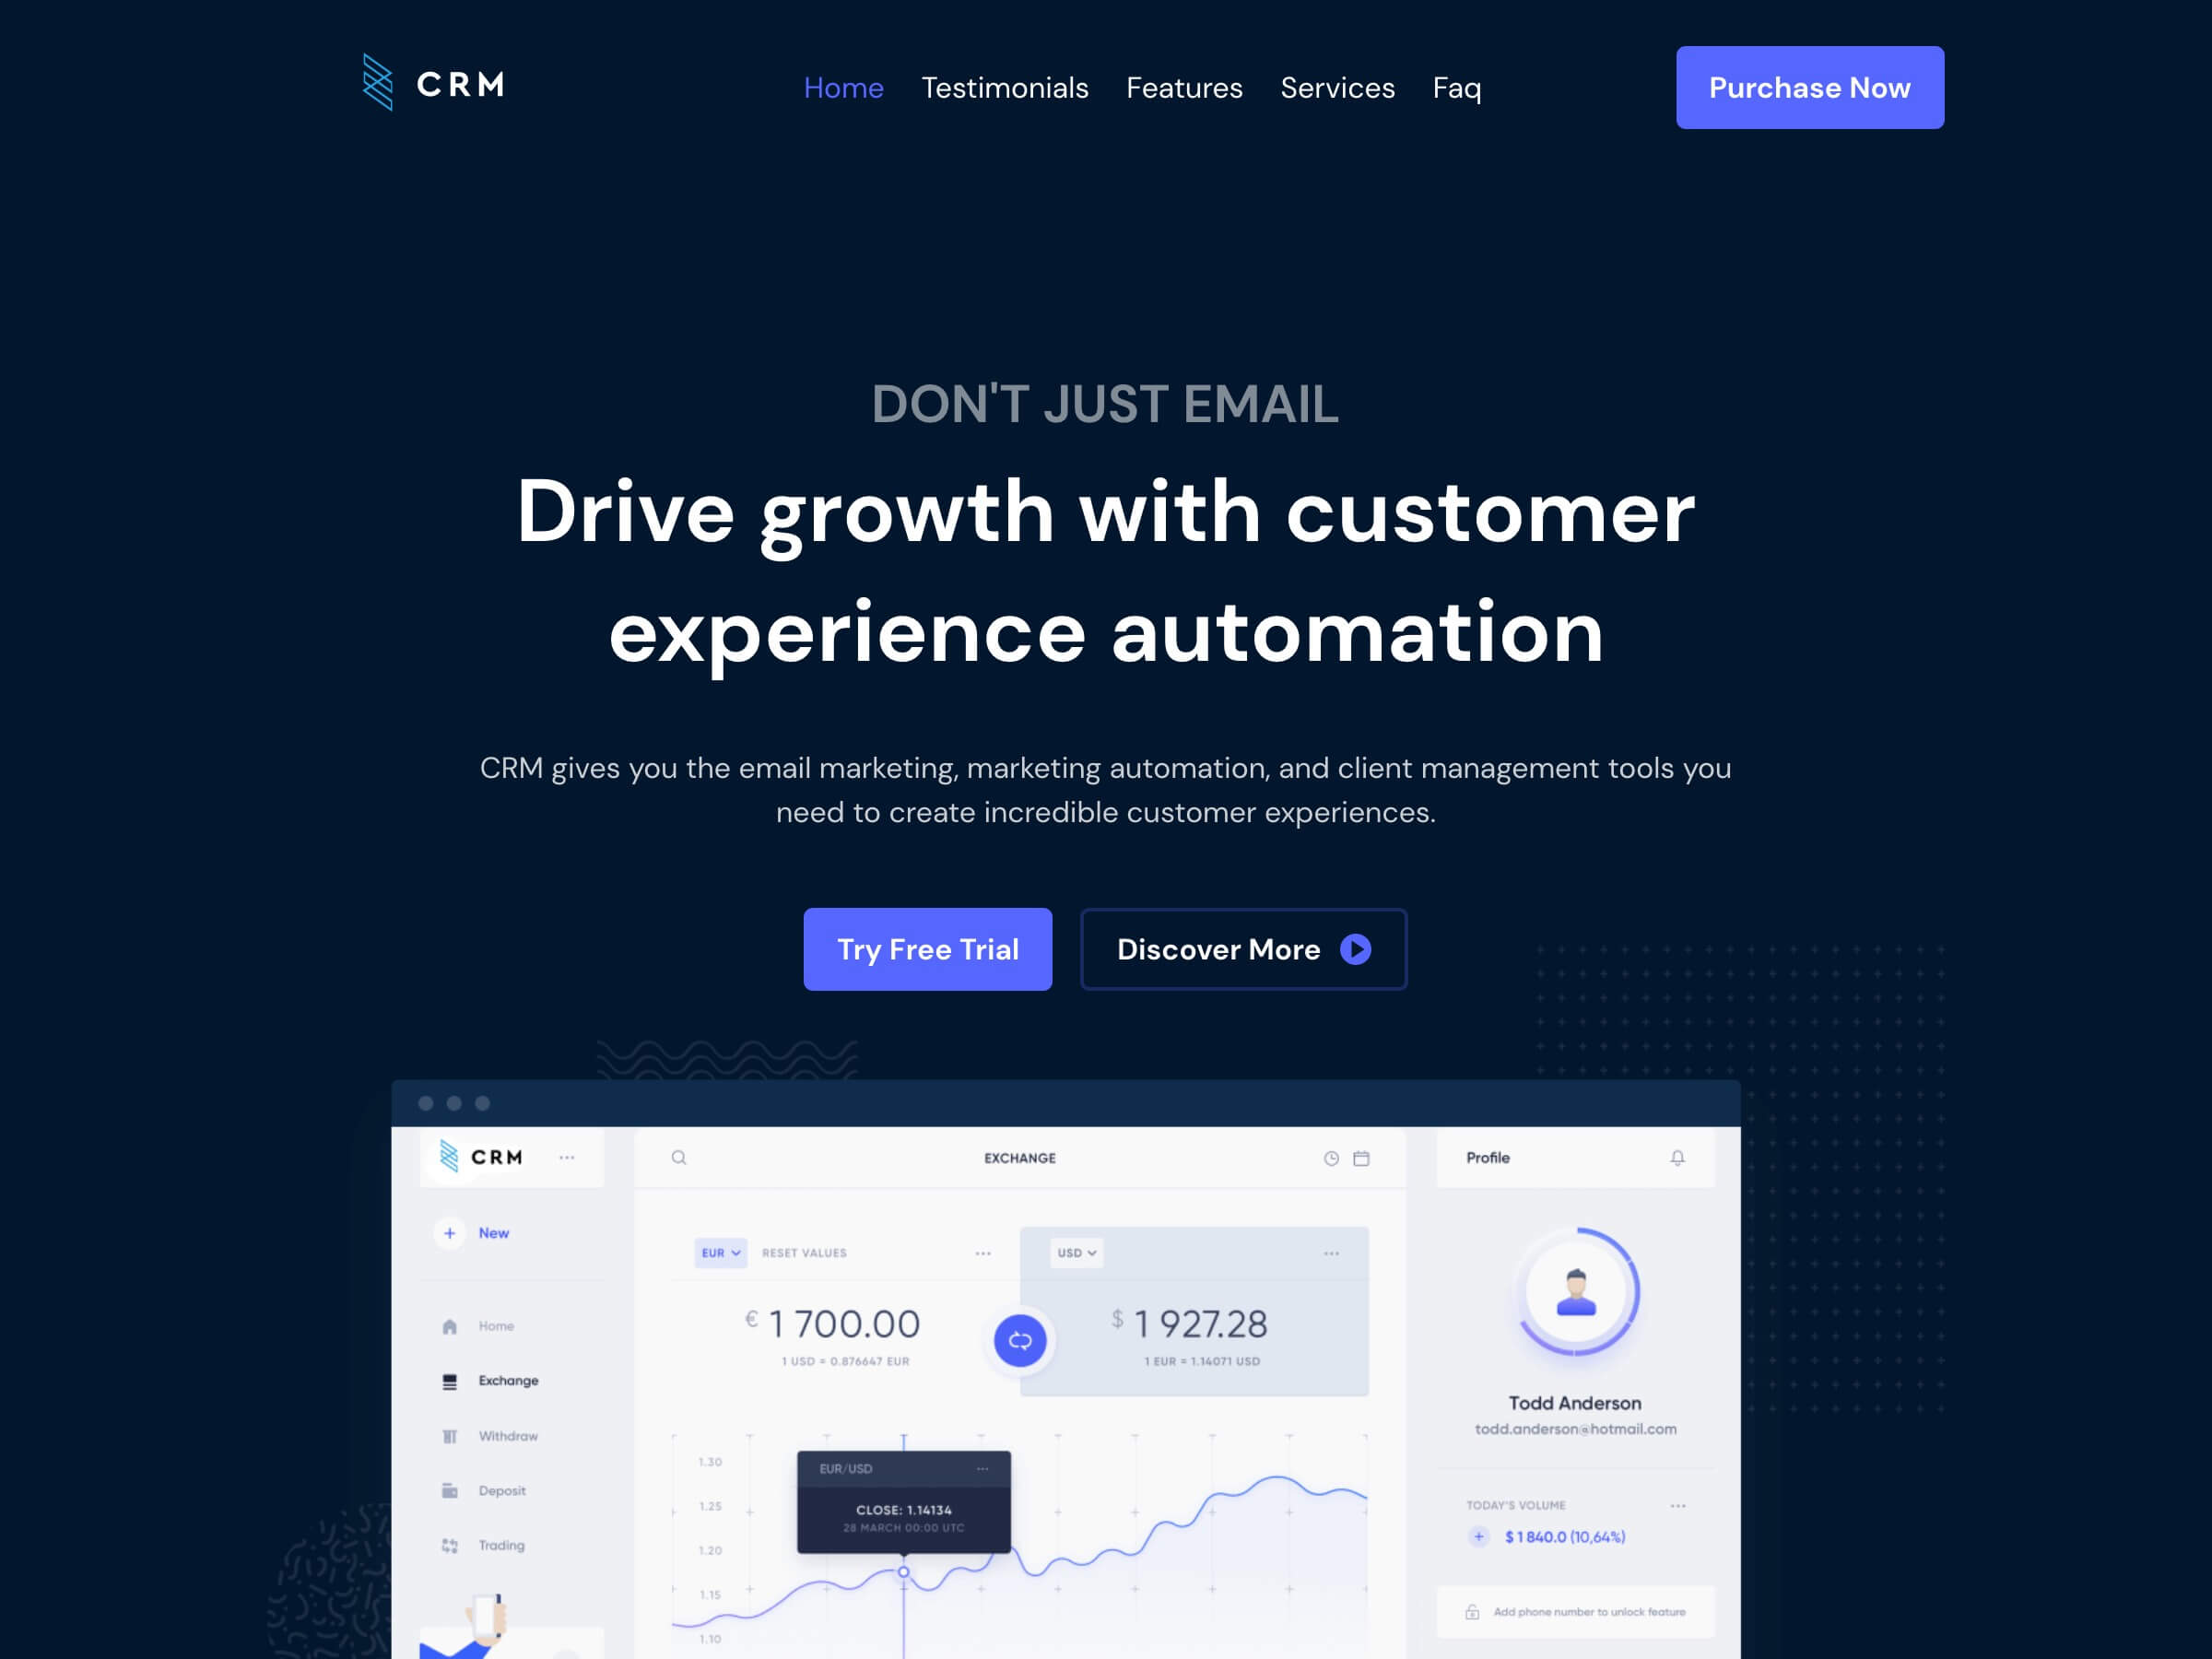 CRM
Home Testimonials Features Services Faq
Purchase Now
DON'T JUST EMAIL
Drive growth with customer
experience automation
CRM gives you the email marketing, marketing automation, and client management tools you
need to create incredible customer experiences.
Try Free Trial
Discover More
CRM
New
Home
Exchange
Withdraw
Deposit
Trading
EXCHANGE
EUR
RESET VALUES
€ 1 700.00
1 USD = 0.876647 EUR
USD
$ 1 927.28
1 EUR = 1.14071 USD
1.30
1.25
1.20
1.15
1.10
EUR/USD
CLOSE: 1.14134
28 MARCH 00:00 UTC
Profile
Todd Anderson
todd.anderson@hotmail.com
TODAY'S VOLUME
+ $ 1 840.0 (10,64%)
Add phone number to unlock feature